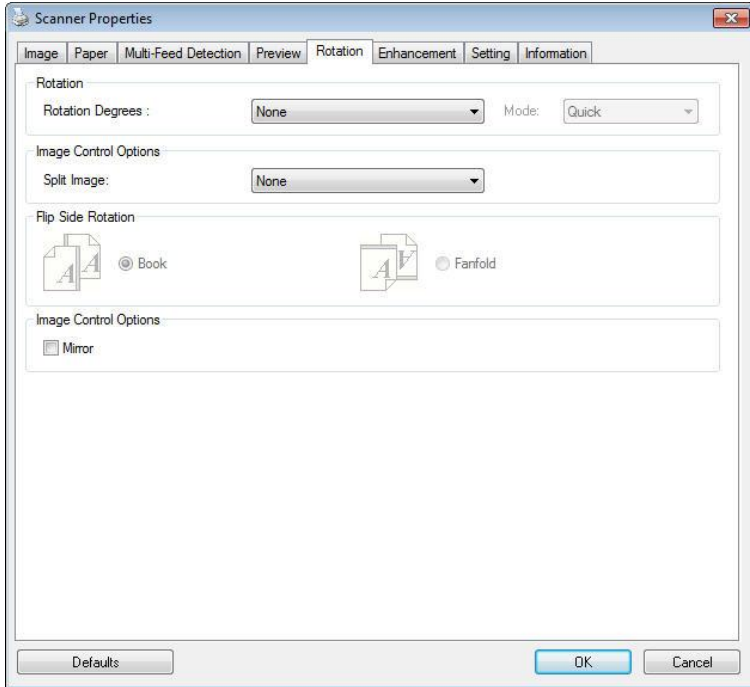 Scanner Properties
Image Paper Multi-Feed Detection Preview Rotation Enhancement Setting Information
Rotation
Rotation Degrees : None Mode: Quick
Image Control Options
Split Image: None
Flip Side Rotation
A A Book A A Fanfold
Image Control Options
Mirror
Defaults OK Cancel